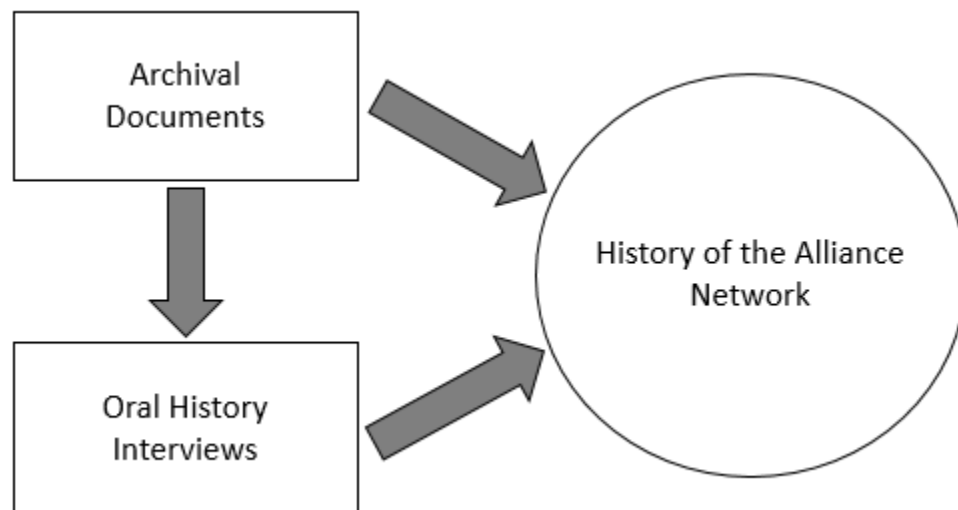 Archival
Documents
History of the Alliance
Network
Oral History
Interviews